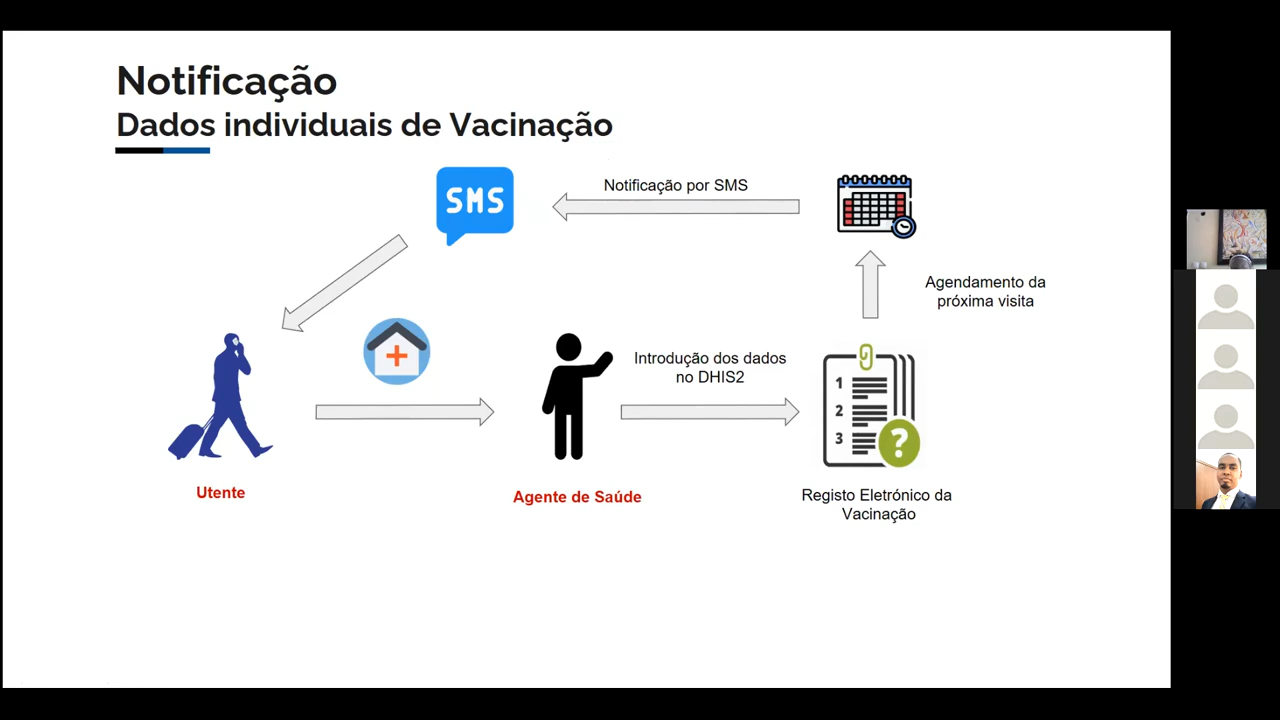 Notificação
Dados individuais de Vacinação
SMS
Notificação por SMS
Agendamento da
próxima visita
Introdução dos dados
no DHIS2
1
2
3
?
Utente
Agente de Saúde
Registo Eletrónico da
Vacinação